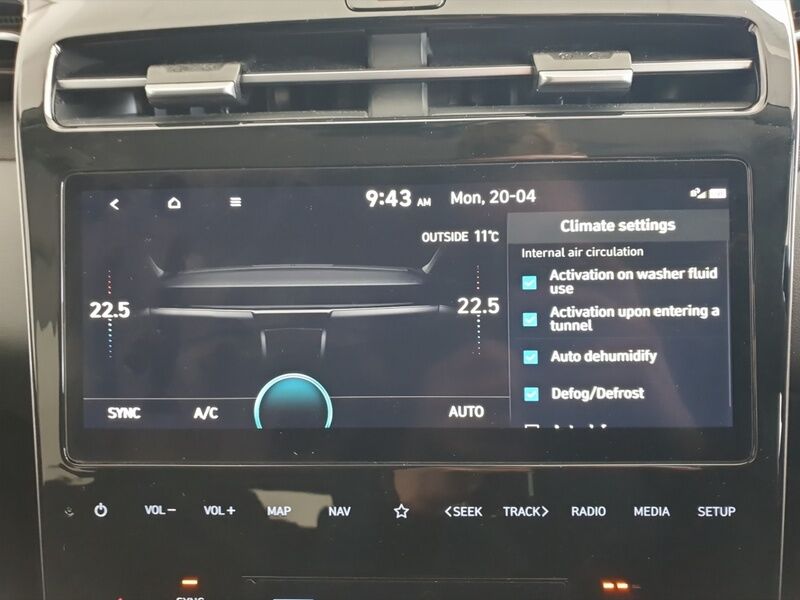 9:43 AM Mon, 20-04
OUTSIDE 11°C
Climate settings
Internal air circulation
Activation on washer fluid
use
Activation upon entering a
tunnel
Auto dehumidify
Defog/Defrost
22.5
22.5
SYNC A/C AUTO
VOL− VOL+ MAP NAV <SEEK TRACK> RADIO MEDIA SETUP
SYNC